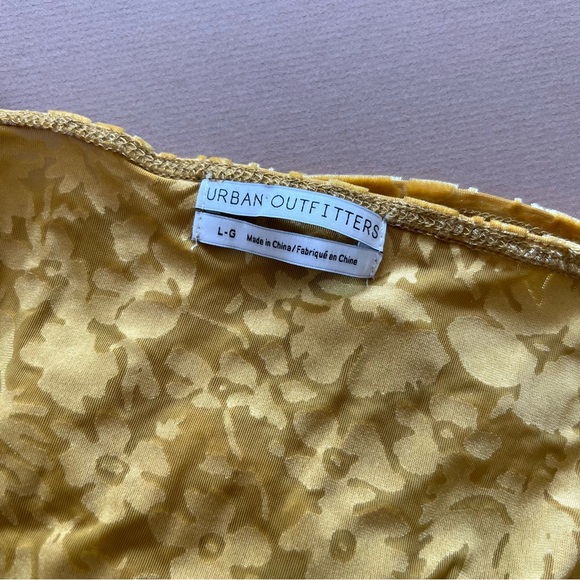 URBAN OUTFITTERS
L-G Made in China/Fabriqué en Chine